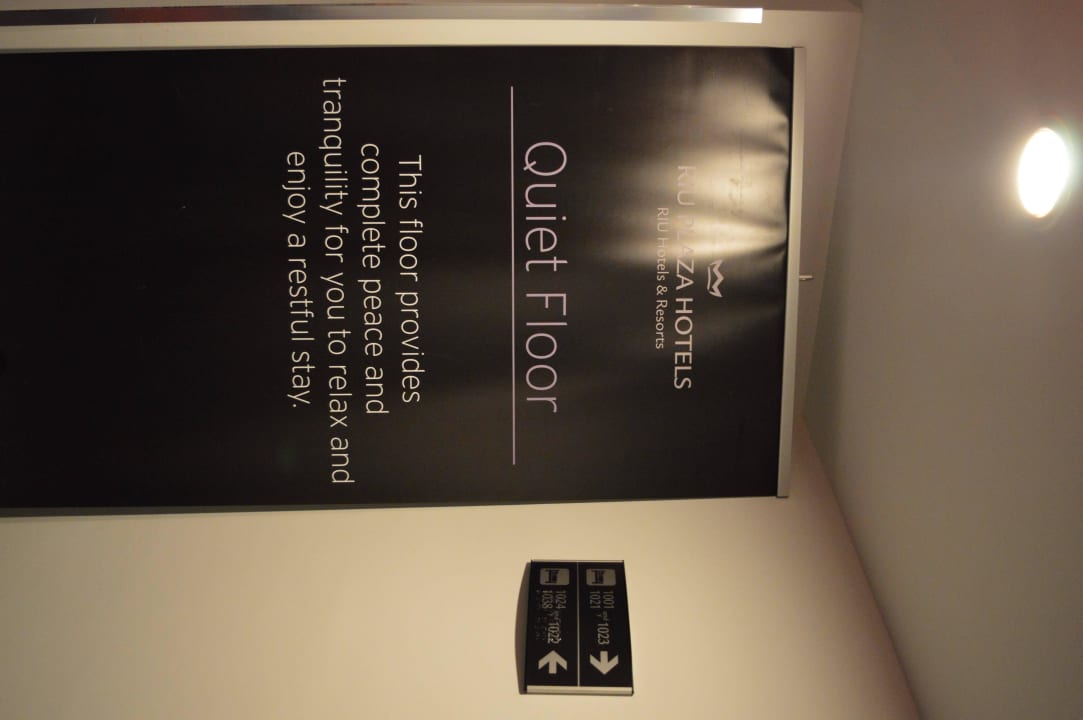 RIU PLAZA HOTELS
RIU Hotels & Resorts
Quiet Floor
This floor provides
complete peace and
tranquility for you to relax and
enjoy a restful stay.
1001 and 1023
1021 y
1024 1022
1038 y